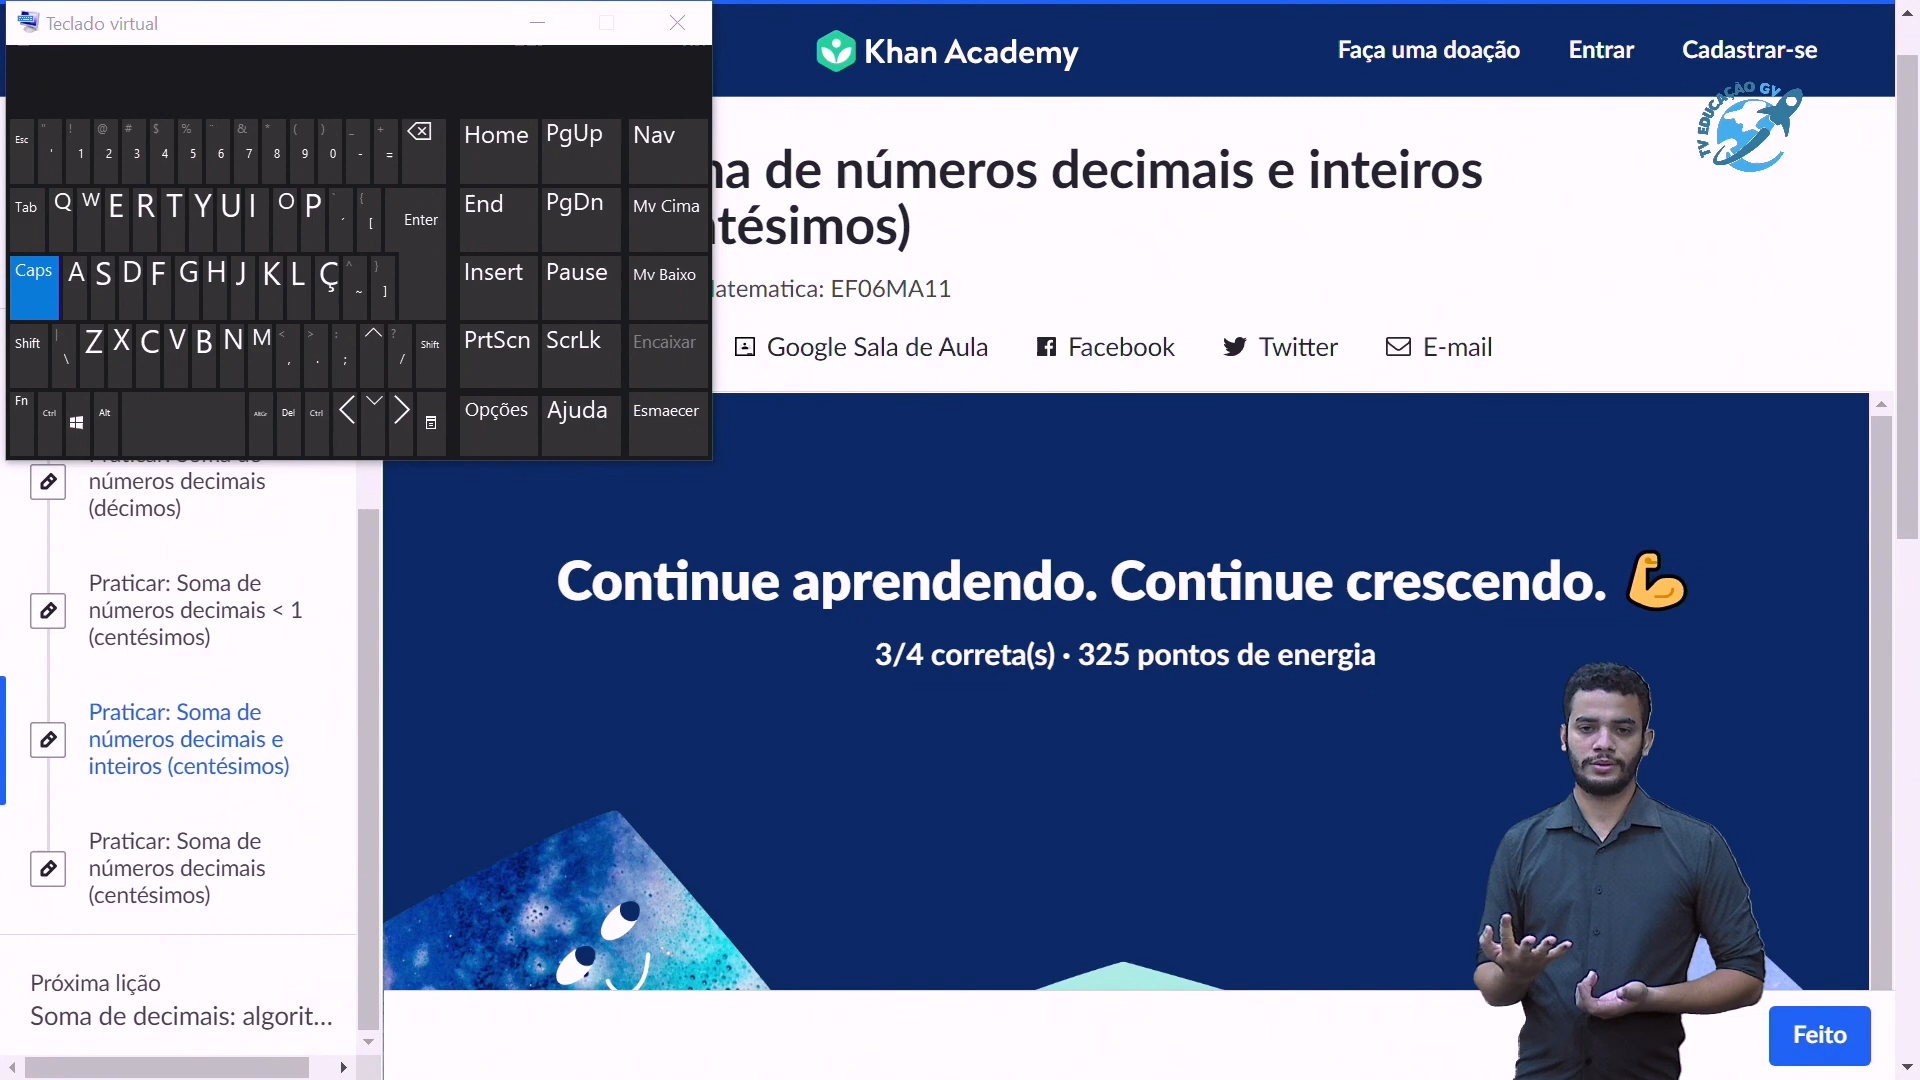 Teclado virtual
Khan Academy
Faça uma doação
Entrar
Cadastrar-se
TV EDUCAÇÃO GV
ma de números decimais e inteiros
ntésimos)
Matematica: EF06MA11
Google Sala de Aula
Facebook
Twitter
E-mail
Esc " ' ! 1 @ 2 # 3 $ 4 % 5 ¨ 6 & 7 * 8 ( 9 ) 0 _ - + =
Home PgUp Nav
Tab Q W E R T Y U I O P ` ´ { [ Enter
End PgDn Mv Cima
Caps A S D F G H J K L Ç ^ ~ } ]
Insert Pause Mv Baixo
Shift | \ Z X C V B N M < , > . : ; ? / Shift
PrtScn ScrLk Encaixar
Fn Ctrl Alt AltGr Del Ctrl
Opções Ajuda Esmaecer
números decimais
(décimos)
Praticar: Soma de
números decimais < 1
(centésimos)
Praticar: Soma de
números decimais e
inteiros (centésimos)
Praticar: Soma de
números decimais
(centésimos)
Próxima lição
Soma de decimais: algorit...
Continue aprendendo. Continue crescendo.
3/4 correta(s) · 325 pontos de energia
Feito